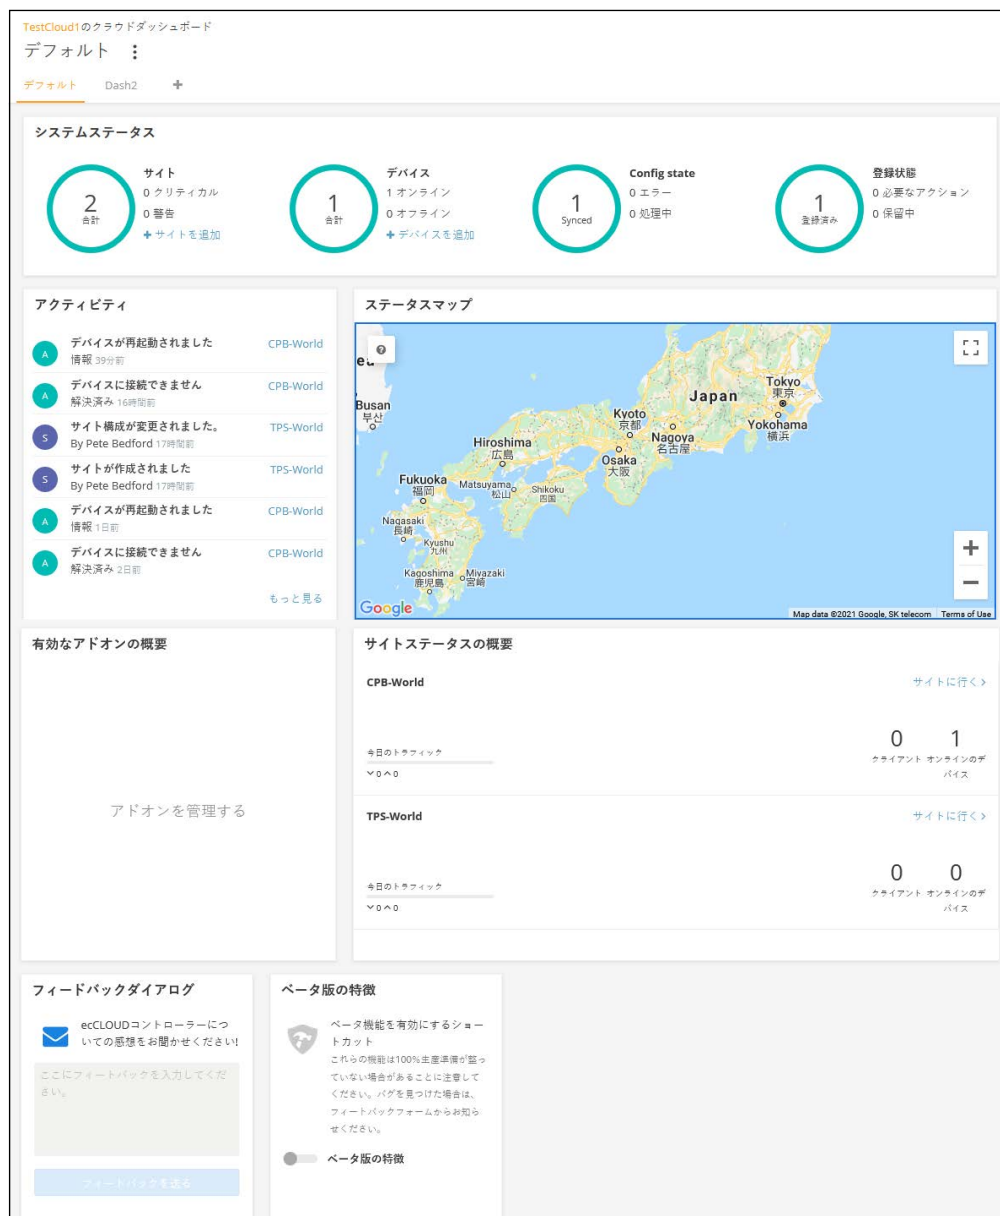 TestCloud1のクラウドダッシュボード
デフォルト
デフォルト Dash2
システムステータス
2
合計
サイト
0 クリティカル
0 警告
サイトを追加
1
合計
デバイス
1 オンライン
0 オフライン
デバイスを追加
1
Synced
Config state
0 エラー
0 処理中
1
登録済み
登録状態
0 必要なアクション
0 保留中
アクティビティ
A デバイスが再起動されました CPB-World
情報 39分前
A デバイスに接続できません CPB-World
解決済み 16時間前
S サイト構成が変更されました。 TPS-World
By Pete Bedford 17時間前
S サイトが作成されました TPS-World
By Pete Bedford 17時間前
A デバイスが再起動されました CPB-World
情報 1日前
A デバイスに接続できません CPB-World
解決済み 2日前
もっと見る
ステータスマップ
Busan
부산
Japan
Tokyo
東京
Yokohama
横浜
Kyoto
京都
Nagoya
名古屋
Osaka
大阪
Hiroshima
広島
Fukuoka
福岡
Matsuyama
松山
Shikoku
四国
Nagasaki
長崎
Kyushu
九州
Kagoshima
鹿児島
Miyazaki
宮崎
Google
Map data ©2021 Google, SK telecom Terms of Use
有効なアドオンの概要
アドオンを管理する
サイトステータスの概要
CPB-World サイトに行く
今日のトラフィック
0 0
0
クライアント
1
オンラインのデ
バイス
TPS-World サイトに行く
今日のトラフィック
0 0
0
クライアント
0
オンラインのデ
バイス
フィードバックダイアログ
ecCLOUDコントローラーにつ
いての感想をお聞かせください!
ここにフィートバックを入力してくだ
さい。
フィードバックを送る
ベータ版の特徴
ベータ機能を有効にするショー
トカット
これらの機能は100%生産準備が整っ
ていない場合があることに注意して
ください。バグを見つけた場合は、
フィートバックフォームからお知ら
せください。
ベータ版の特徴